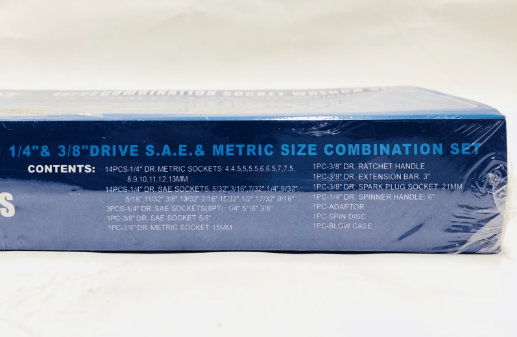 COMBINATION SOCKET WRENCH
1/4"& 3/8"DRIVE S.A.E.& METRIC SIZE COMBINATION SET
CONTENTS:
14PCS-1/4" DR. METRIC SOCKETS: 4,4.5,5,5.5,6,6.5,7,7.5,
8,9,10,11,12,13MM
14PCS-1/4" DR. SAE SOCKETS 5/32",3/16",7/32", 1/4",9/32"
5/16",11/32",3/8",13/32",7/16",15/32",1/2",17/32",9/16"
3PCS-1/4" DR. SAE SOCKETS(8PT): 1/4",5/16",3/8"
1PC-3/8" DR. SAE SOCKET 5/8"
1PC-3/8" DR. METRIC SOCKET: 15MM
1PC-3/8" DR. RATCHET HANDLE
1PC-3/8" DR. EXTENSION BAR. 3"
1PC-3/8" DR. SPARK PLUG SOCKET: 21MM
1PC-1/4" DR. SPINNER HANDLE: 6"
1PC-ADAPTOR
1PC-SPIN DISC
1PC-BLOW CASE
S